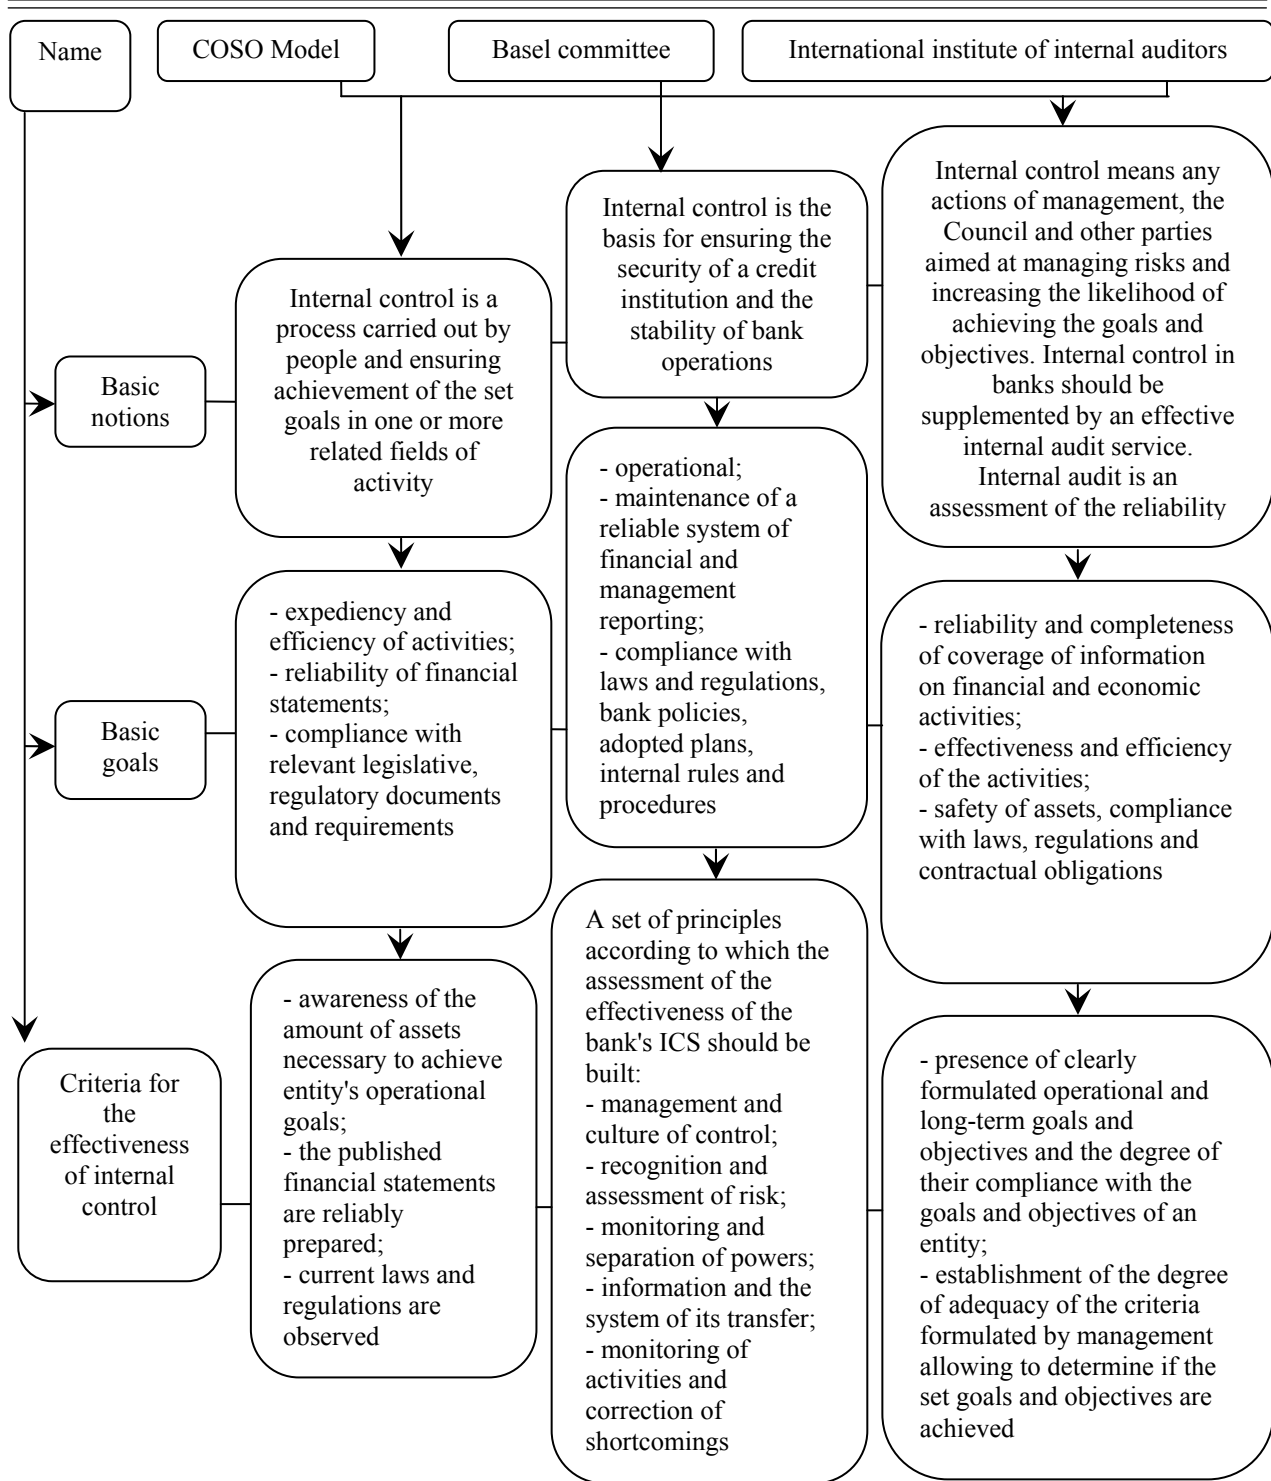 Name
COSO Model
Basel committee
International institute of internal auditors
Basic
notions
Internal control is a
process carried out by
people and ensuring
achievement of the set
goals in one or more
related fields of
activity
Internal control is the
basis for ensuring the
security of a credit
institution and the
stability of bank
operations
Internal control means any
actions of management, the
Council and other parties
aimed at managing risks and
increasing the likelihood of
achieving the goals and
objectives. Internal control in
banks should be
supplemented by an effective
internal audit service.
Internal audit is an
assessment of the reliability
Basic
goals
- expediency and
efficiency of activities;
- reliability of financial
statements;
- compliance with
relevant legislative,
regulatory documents
and requirements
- operational;
- maintenance of a
reliable system of
financial and
management
reporting;
- compliance with
laws and regulations,
bank policies,
adopted plans,
internal rules and
procedures
- reliability and completeness
of coverage of information
on financial and economic
activities;
- effectiveness and efficiency
of the activities;
- safety of assets, compliance
with laws, regulations and
contractual obligations
Criteria for
the
effectiveness
of internal
control
- awareness of the
amount of assets
necessary to achieve
entity's operational
goals;
- the published
financial statements
are reliably
prepared;
- current laws and
regulations are
observed
A set of principles
according to which the
assessment of the
effectiveness of the
bank's ICS should be
built:
- management and
culture of control;
- recognition and
assessment of risk;
- monitoring and
separation of powers;
- information and the
system of its transfer;
- monitoring of
activities and
correction of
shortcomings
- presence of clearly
formulated operational and
long-term goals and
objectives and the degree of
their compliance with the
goals and objectives of an
entity;
- establishment of the degree
of adequacy of the criteria
formulated by management
allowing to determine if the
set goals and objectives are
achieved